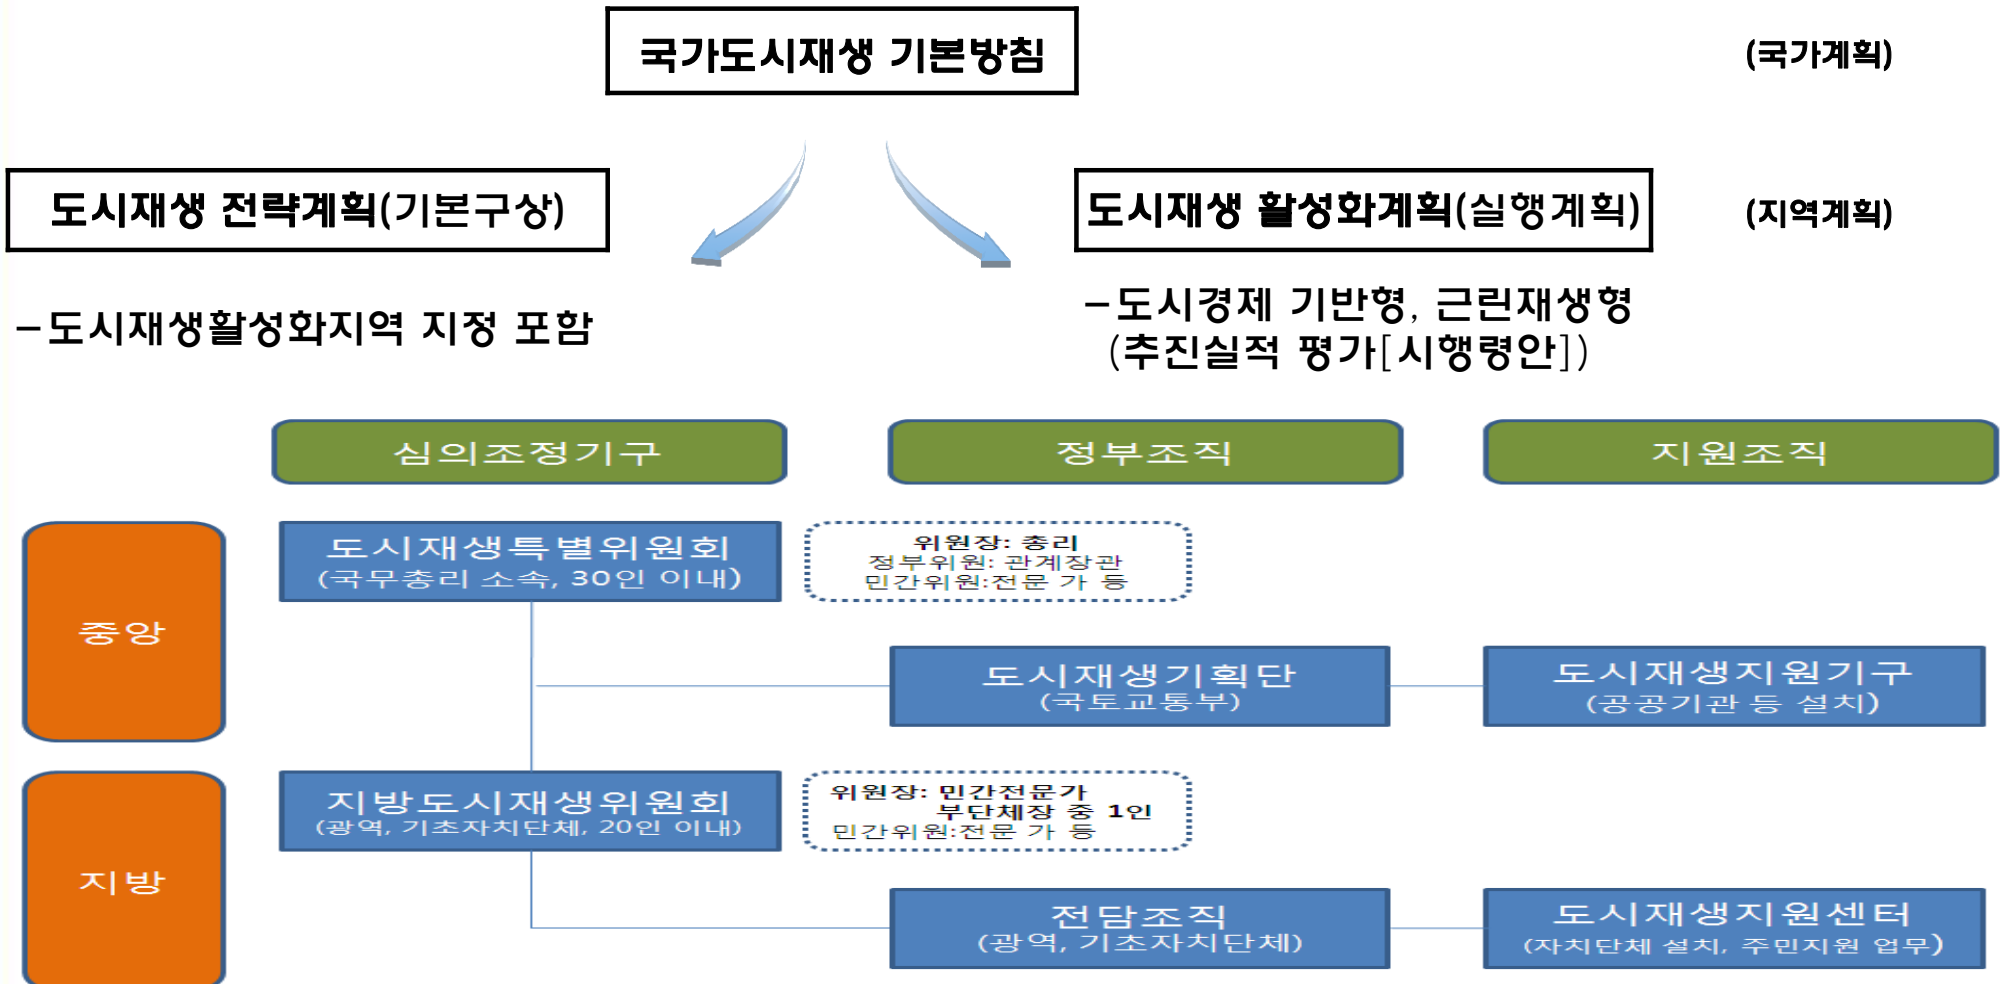 국가도시재생 기본방침
(국가계획)
도시재생 전략계획(기본구상)
도시재생 활성화계획(실행계획)
(지역계획)
-도시재생활성화지역 지정 포함
-도시경제 기반형, 근린재생형
(추진실적 평가[시행령안])
심의조정기구
정부조직
지원조직
중앙
도시재생특별위원회
(국무총리 소속, 30인 이내)
위원장: 총리
정부위원: 관계장관
민간위원:전문 가 등
도시재생기획단
(국토교통부)
도시재생지원기구
(공공기관 등 설치)
지방
지방도시재생위원회
(광역, 기초자치단체, 20인 이내)
위원장: 민간전문가
부단체장 중 1인
민간위원:전문 가 등
전담조직
(광역, 기초자치단체)
도시재생지원센터
(자치단체 설치, 주민지원 업무)